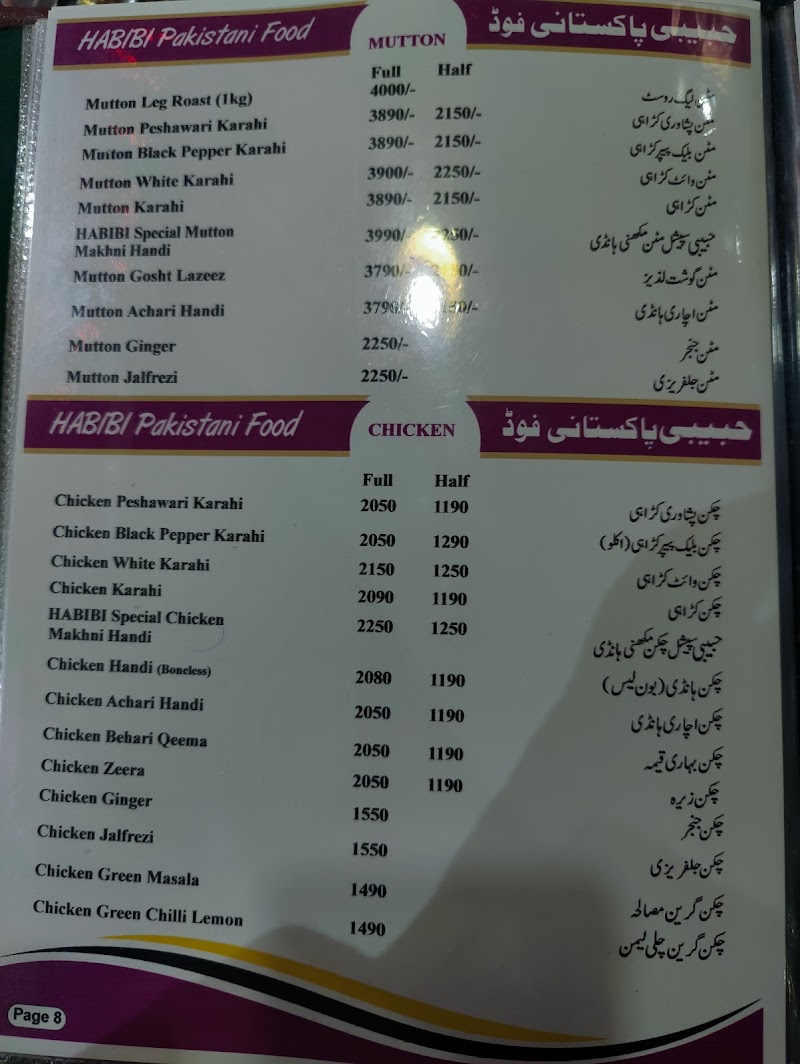 HABIBI Pakistani Food MUTTON حبیبی پاکستانی فوڈ
Full Half
Mutton Leg Roast (1kg) 4000/- مٹن لیگ روسٹ
Mutton Peshawari Karahi 3890/- 2150/- مٹن پشاوری کڑاہی
Mutton Black Pepper Karahi 3890/- 2150/- مٹن بلیک پیپر کڑاہی
Mutton White Karahi 3900/- 2250/- مٹن وائٹ کڑاہی
Mutton Karahi 3890/- 2150/- مٹن کڑاہی
HABIBI Special Mutton
Makhni Handi 3990/- حبیبی سپیشل مٹن مکھنی ہانڈی
Mutton Gosht Lazeez 3790/- مٹن گوشت لذیز
Mutton Achari Handi 3790/- مٹن اچاری ہانڈی
Mutton Ginger 2250/- مٹن جنجر
Mutton Jalfrezi 2250/- مٹن جلفریزی
HABIBI Pakistani Food CHICKEN حبیبی پاکستانی فوڈ
Full Half
Chicken Peshawari Karahi 2050 1190 چکن پشاوری کڑاہی
Chicken Black Pepper Karahi 2050 1290 چکن بلیک پیپر کڑاہی (اکلو)
Chicken White Karahi 2150 1250 چکن وائٹ کڑاہی
Chicken Karahi 2090 1190 چکن کڑاہی
HABIBI Special Chicken
Makhni Handi 2250 1250 حبیبی سپیشل چکن مکھنی ہانڈی
Chicken Handi (Boneless) 2080 1190 چکن ہانڈی (بون لیس)
Chicken Achari Handi 2050 1190 چکن اچاری ہانڈی
Chicken Behari Qeema 2050 1190 چکن بہاری قیمہ
Chicken Zeera 2050 1190 چکن زیرہ
Chicken Ginger 1550 چکن جنجر
Chicken Jalfrezi 1550 چکن جلفریزی
Chicken Green Masala 1490 چکن گرین مصالحہ
Chicken Green Chilli Lemon 1490 چکن گرین چلی لیمن
Page 8